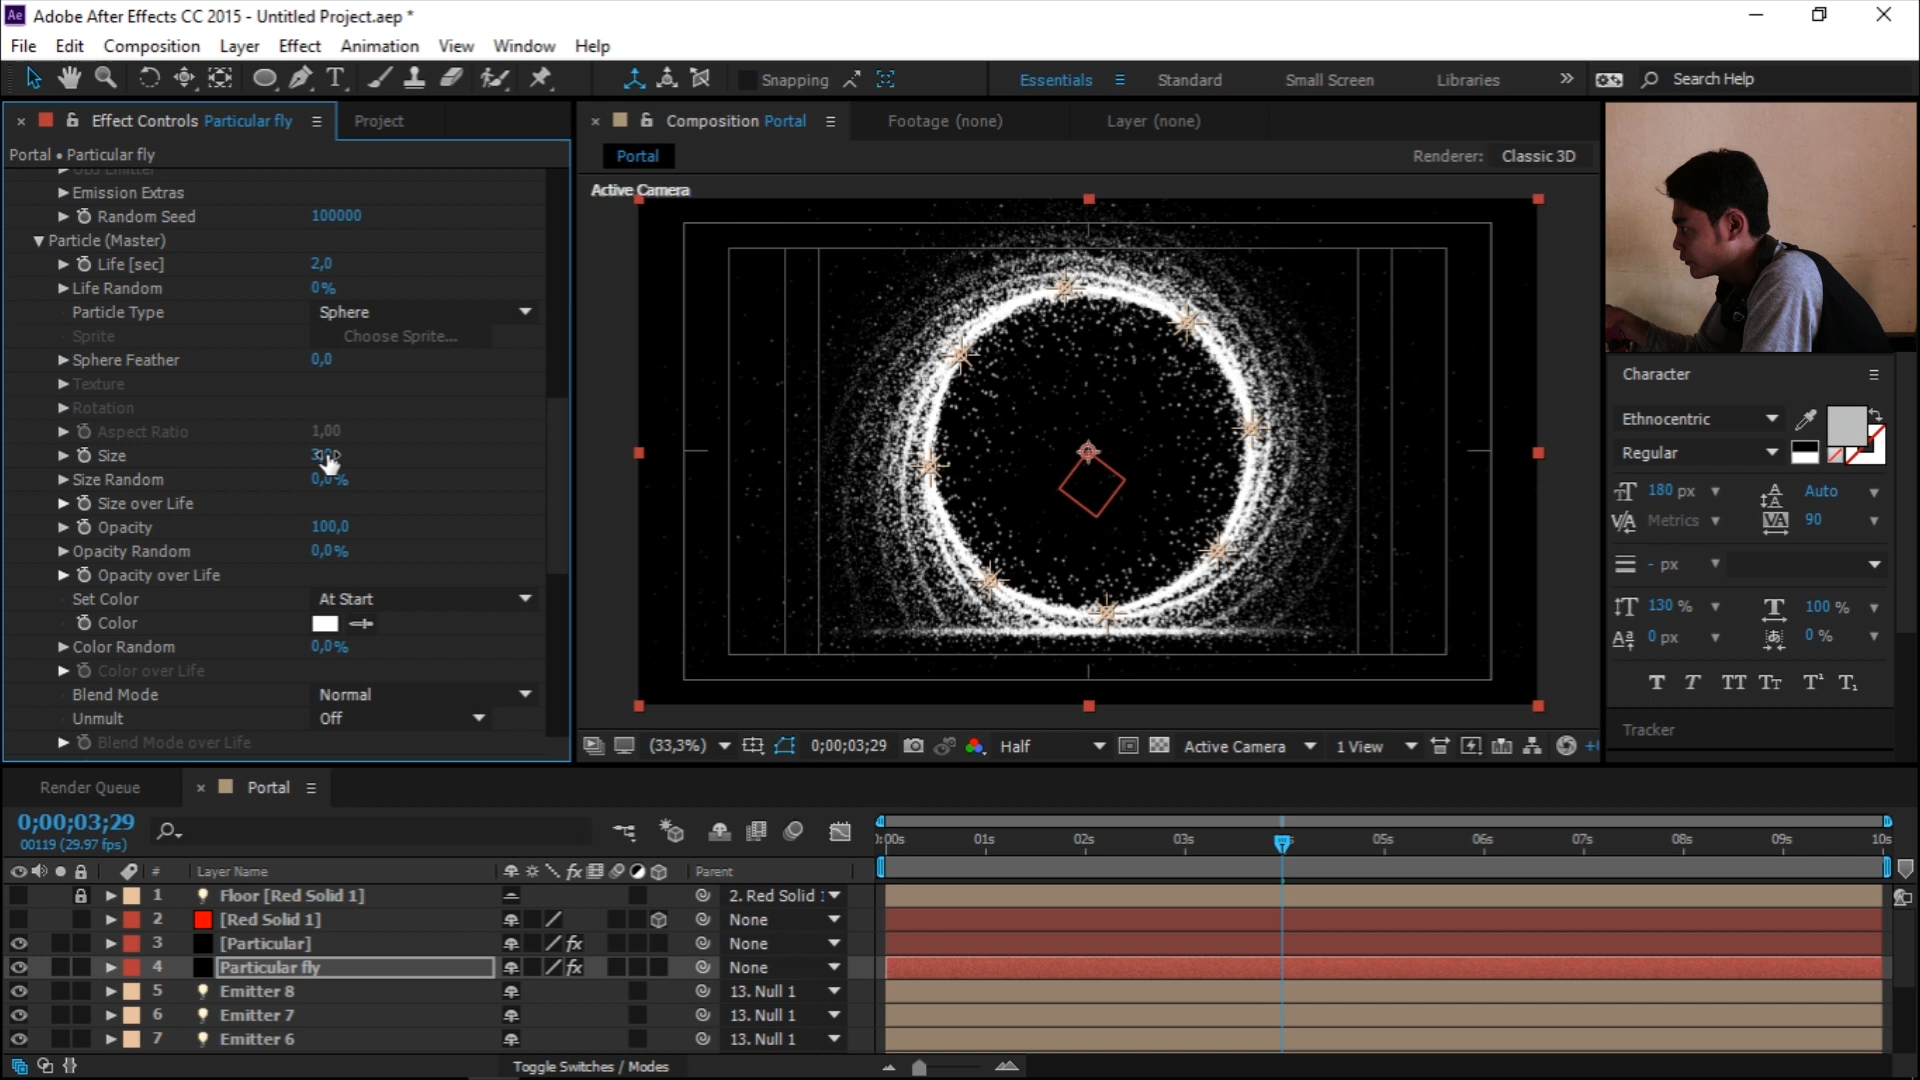 Ae Adobe After Effects CC 2015 - Untitled Project.aep *
File Edit Composition Layer Effect Animation View Window Help
Snapping Essentials Standard Small Screen Libraries Search Help
Effect Controls Particular fly Project
Composition Portal Footage (none) Layer (none)
Portal • Particular fly
Portal
Renderer: Classic 3D
Active Camera
Emission Extras
Random Seed 100000
Particle (Master)
Life [sec] 2,0
Life Random 0%
Particle Type Sphere
Sprite Choose Sprite...
Sphere Feather 0,0
Texture
Rotation
Aspect Ratio 1,00
Size
Size Random 0,0%
Size over Life
Opacity 100,0
Opacity Random 0,0%
Opacity over Life
Set Color At Start
Color
Color Random 0,0%
Color over Life
Blend Mode Normal
Unmult Off
Blend Mode over Life
(33,3%) 0;00;03;29 Half Active Camera 1 View
Character
Ethnocentric
Regular
180 px Auto
Metrics 90
- px
130 % 100 %
0 px 0 %
T T TT Tt T¹ T₁
Tracker
Render Queue Portal
0;00;03;29
00119 (29.97 fps)
:00s 01s 02s 03s 05s 06s 07s 08s 09s 10s
# Layer Name Parent
1 Floor [Red Solid 1] 2. Red Solid
2 [Red Solid 1] None
3 [Particular] None
4 Particular fly None
5 Emitter 8 13. Null 1
6 Emitter 7 13. Null 1
7 Emitter 6 13. Null 1
Toggle Switches / Modes